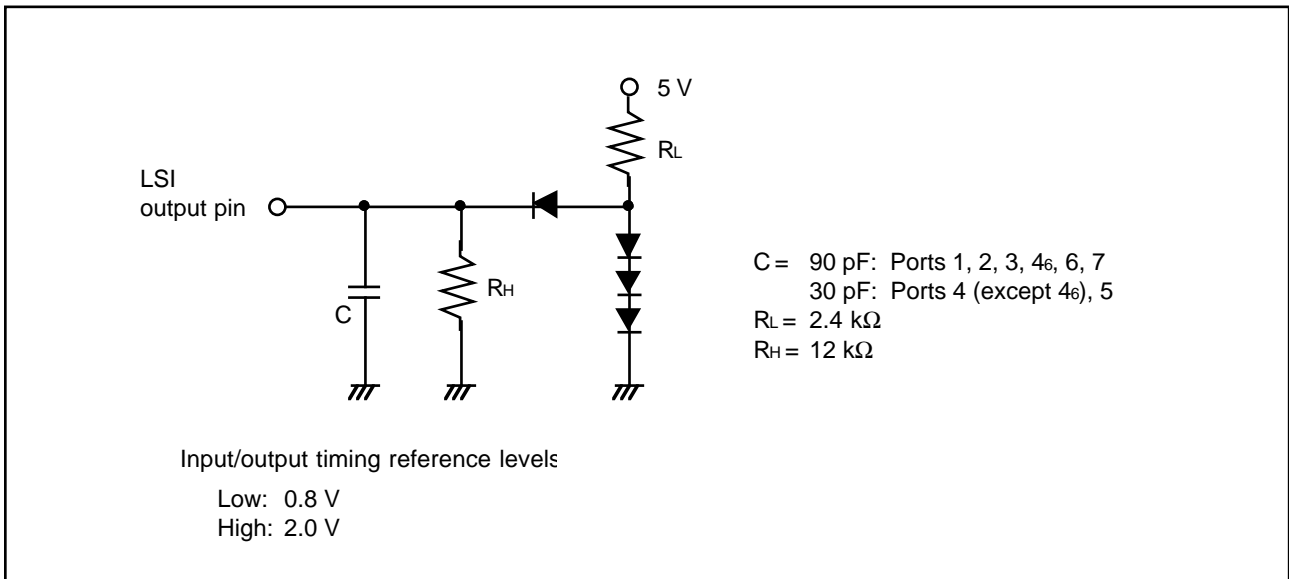 5 V
RL
LSI
output pin
C = 90 pF: Ports 1, 2, 3, 46, 6, 7
30 pF: Ports 4 (except 46), 5
RL = 2.4 kΩ
RH = 12 kΩ
RH
C
Input/output timing reference levels
Low: 0.8 V
High: 2.0 V